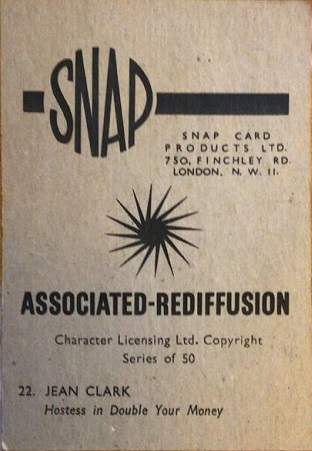 SNAP
SNAP CARD
PRODUCTS LTD.
750, FINCHLEY RD.
LONDON. N. W. 11.
ASSOCIATED-REDIFFUSION
Character Licensing Ltd. Copyright
Series of 50
22. JEAN CLARK
Hostess in Double Your Money